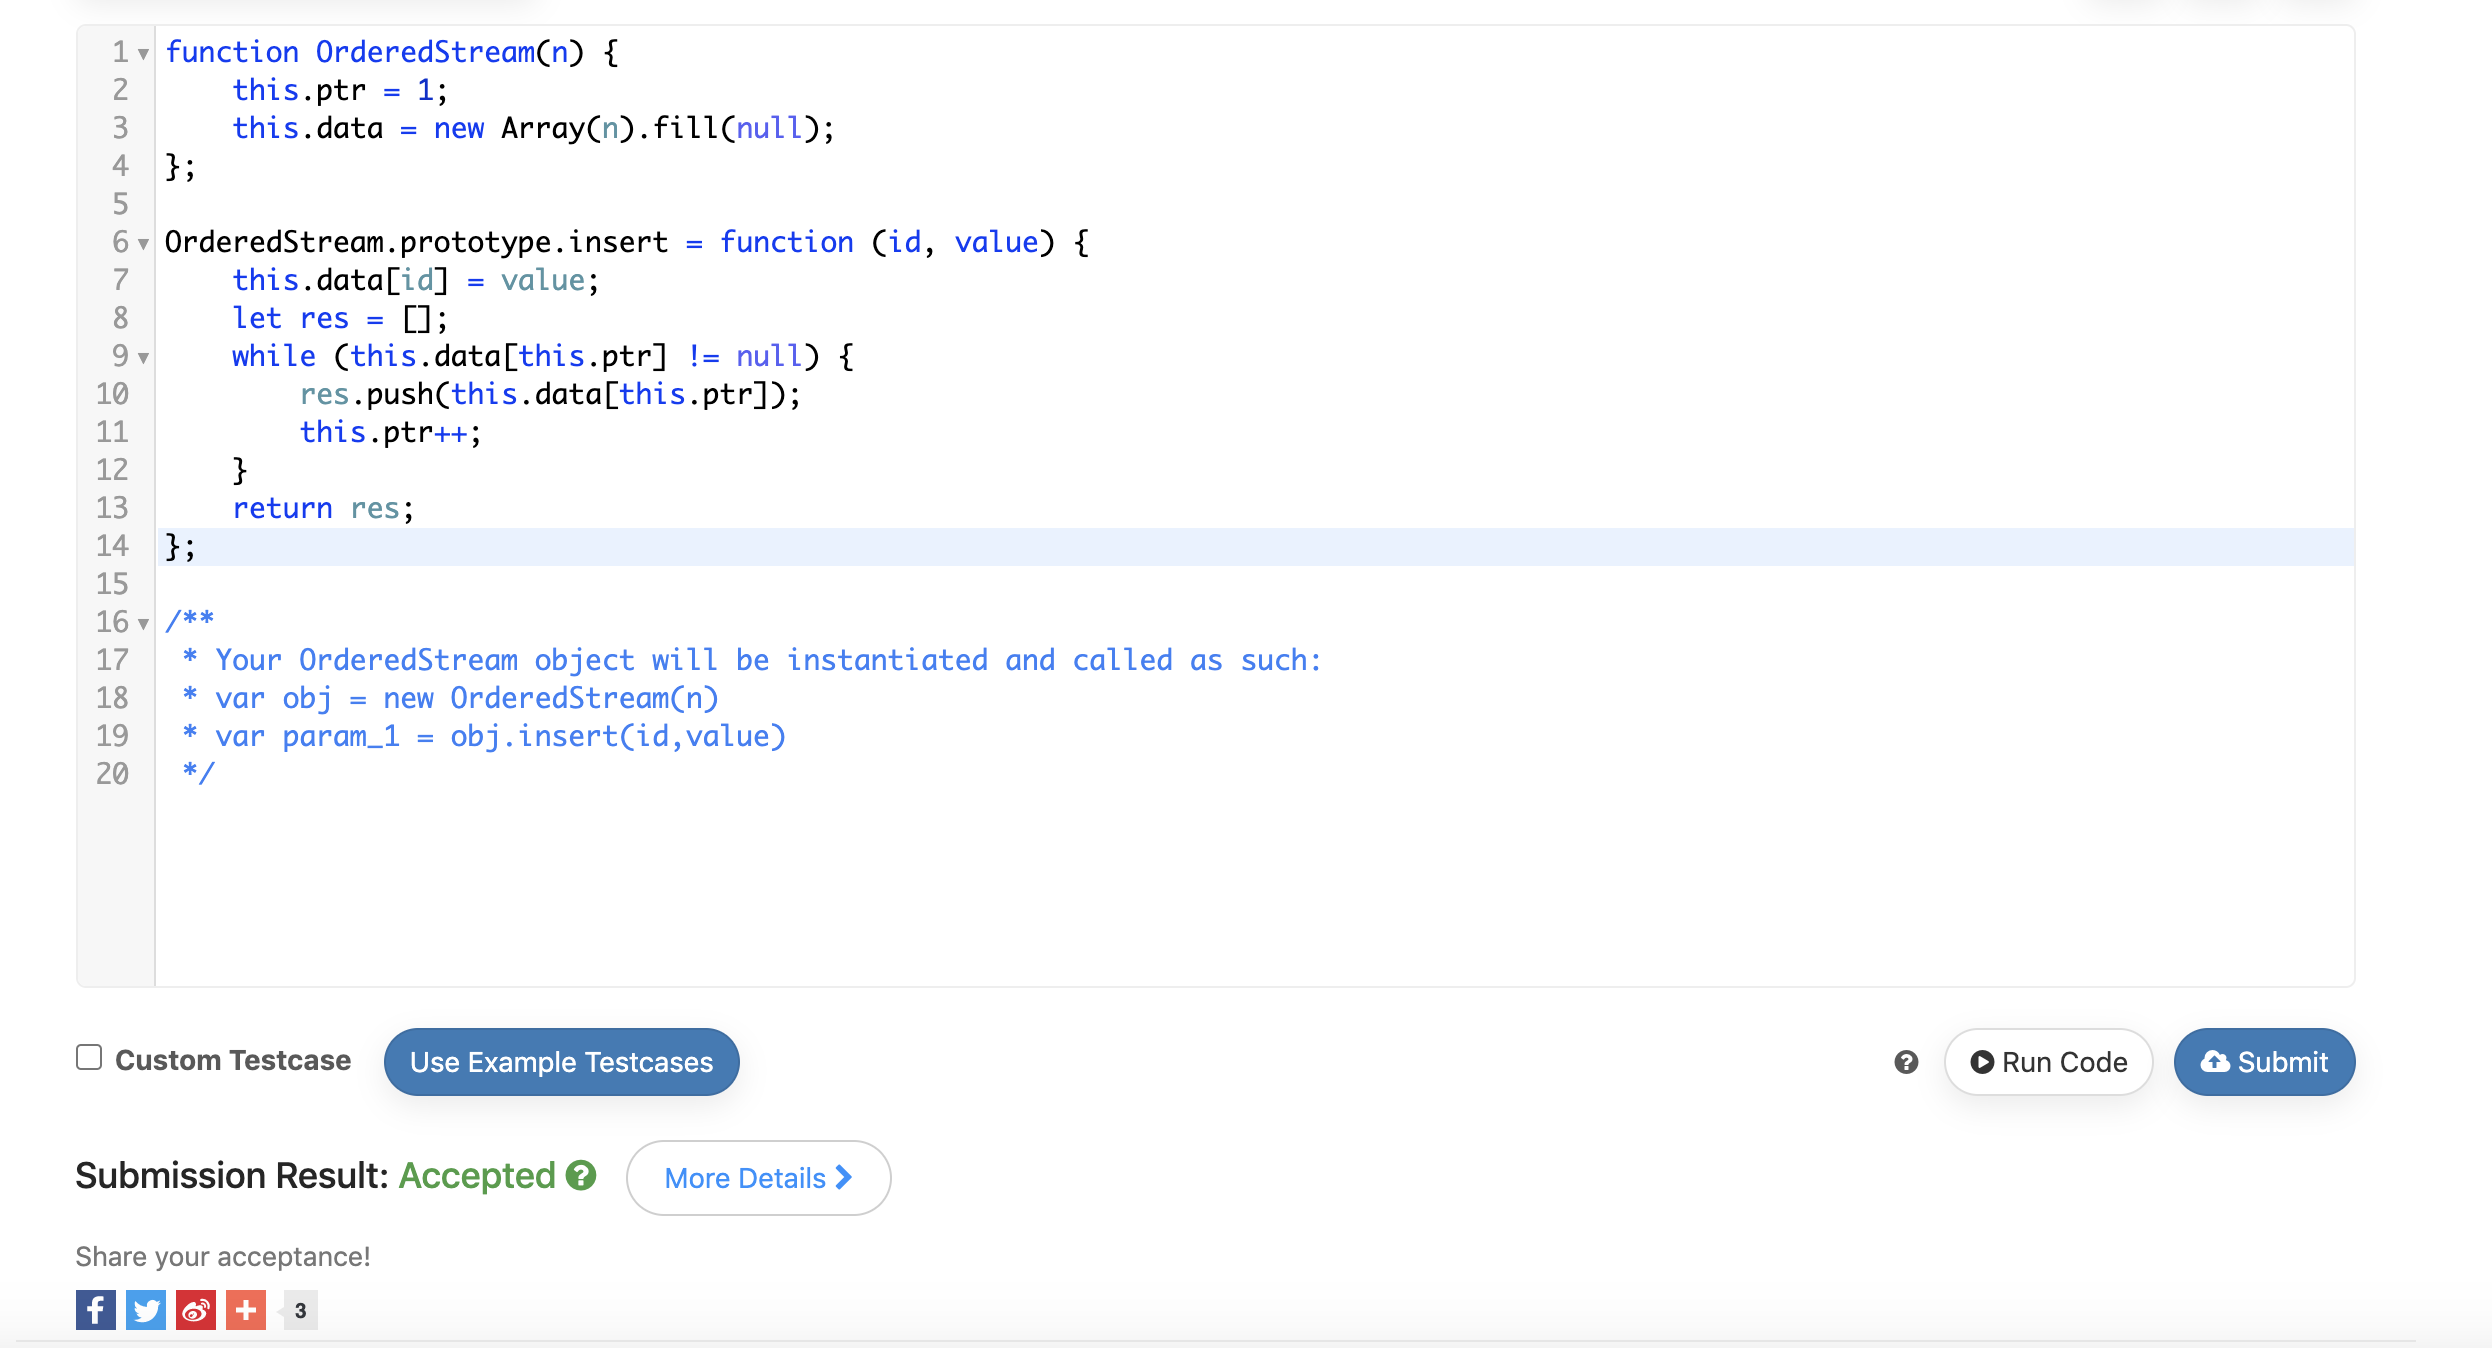 1 function OrderedStream(n) {
2     this.ptr = 1;
3     this.data = new Array(n).fill(null);
4 };
5
6 OrderedStream.prototype.insert = function (id, value) {
7     this.data[id] = value;
8     let res = [];
9     while (this.data[this.ptr] != null) {
10         res.push(this.data[this.ptr]);
11         this.ptr++;
12     }
13     return res;
14 };
15
16 /**
17  * Your OrderedStream object will be instantiated and called as such:
18  * var obj = new OrderedStream(n)
19  * var param_1 = obj.insert(id,value)
20  */
Custom Testcase Use Example Testcases Run Code Submit
Submission Result: Accepted More Details
Share your acceptance!
3